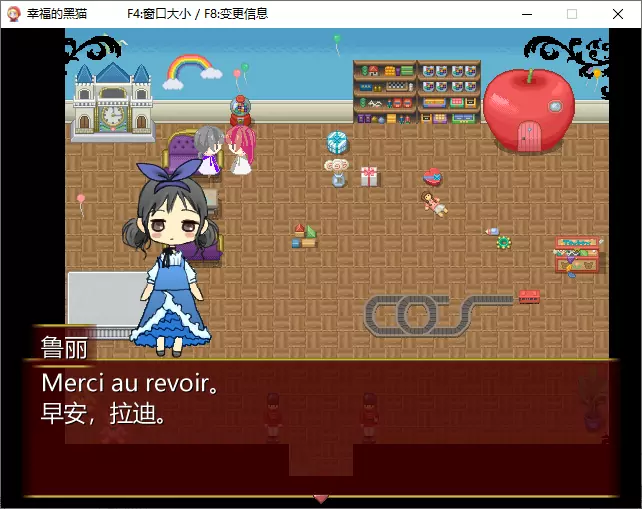 幸福的黑猫 F4:窗口大小 / F8:变更信息
鲁丽
Merci au revoir。
早安，拉迪。